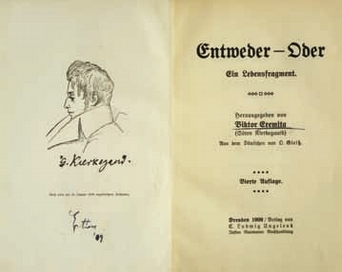 S. Kierkegaard.
09
Entweder – Oder
Ein Lebensfragment.
Herausgegeben von
Viktor Eremita
(Sören Kierkegaard)
Aus dem Dänischen von O. Gleiß.
Vierte Auflage.
Dresden 1909 / Verlag von
C. Ludwig Ungelenk